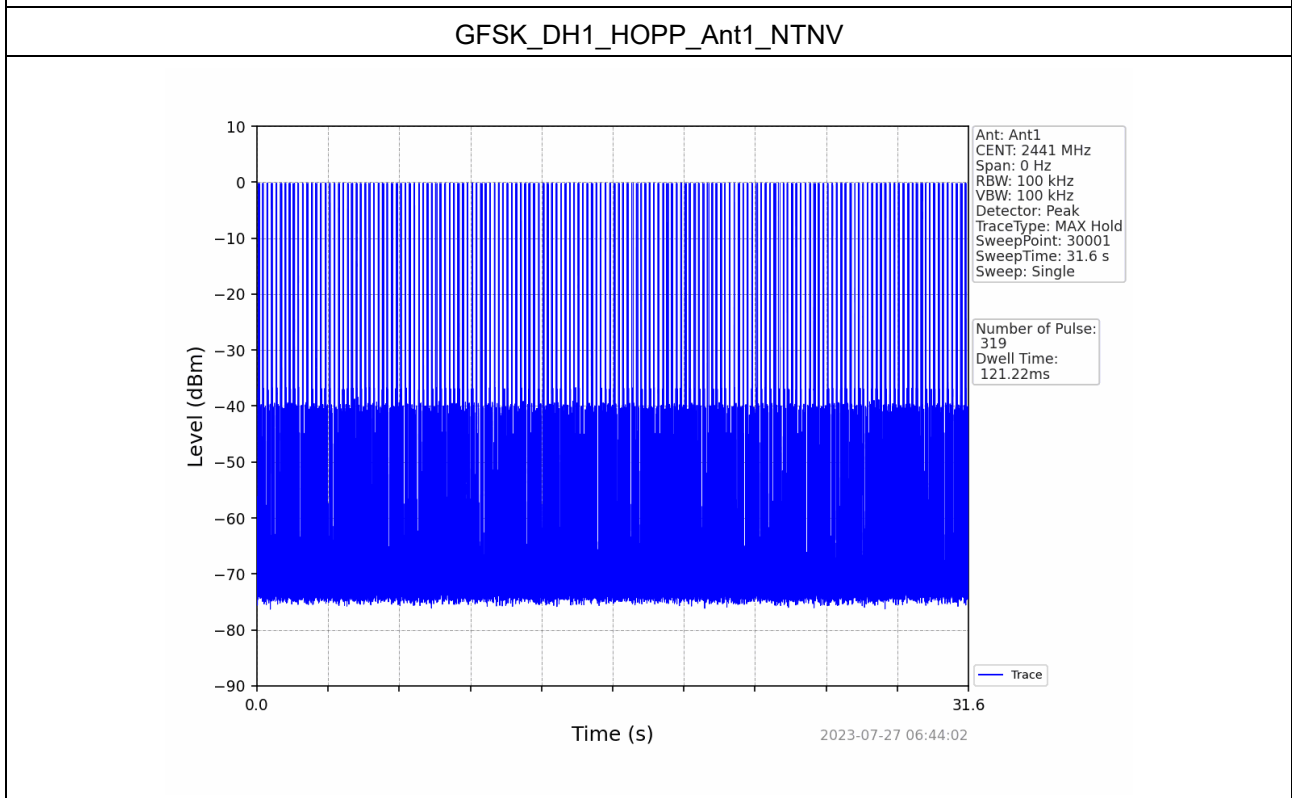 GFSK_DH1_HOPP_Ant1_NTNV
10
0
−10
−20
−30
−40
−50
−60
−70
−80
−90
Level (dBm)
0.0
31.6
Time (s)
2023-07-27 06:44:02
Ant: Ant1
CENT: 2441 MHz
Span: 0 Hz
RBW: 100 kHz
VBW: 100 kHz
Detector: Peak
TraceType: MAX Hold
SweepPoint: 30001
SweepTime: 31.6 s
Sweep: Single
Number of Pulse:
319
Dwell Time:
121.22ms
Trace